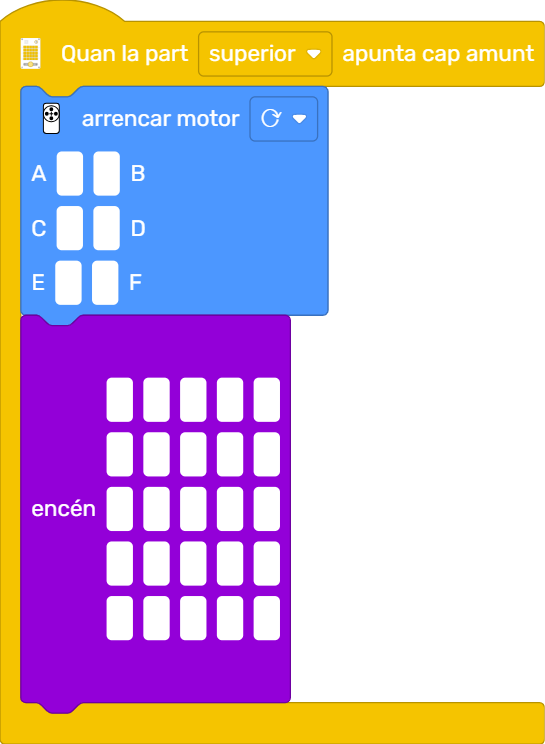 Quan la part superior apunta cap amunt
arrencar motor
A B
C D
E F
encén